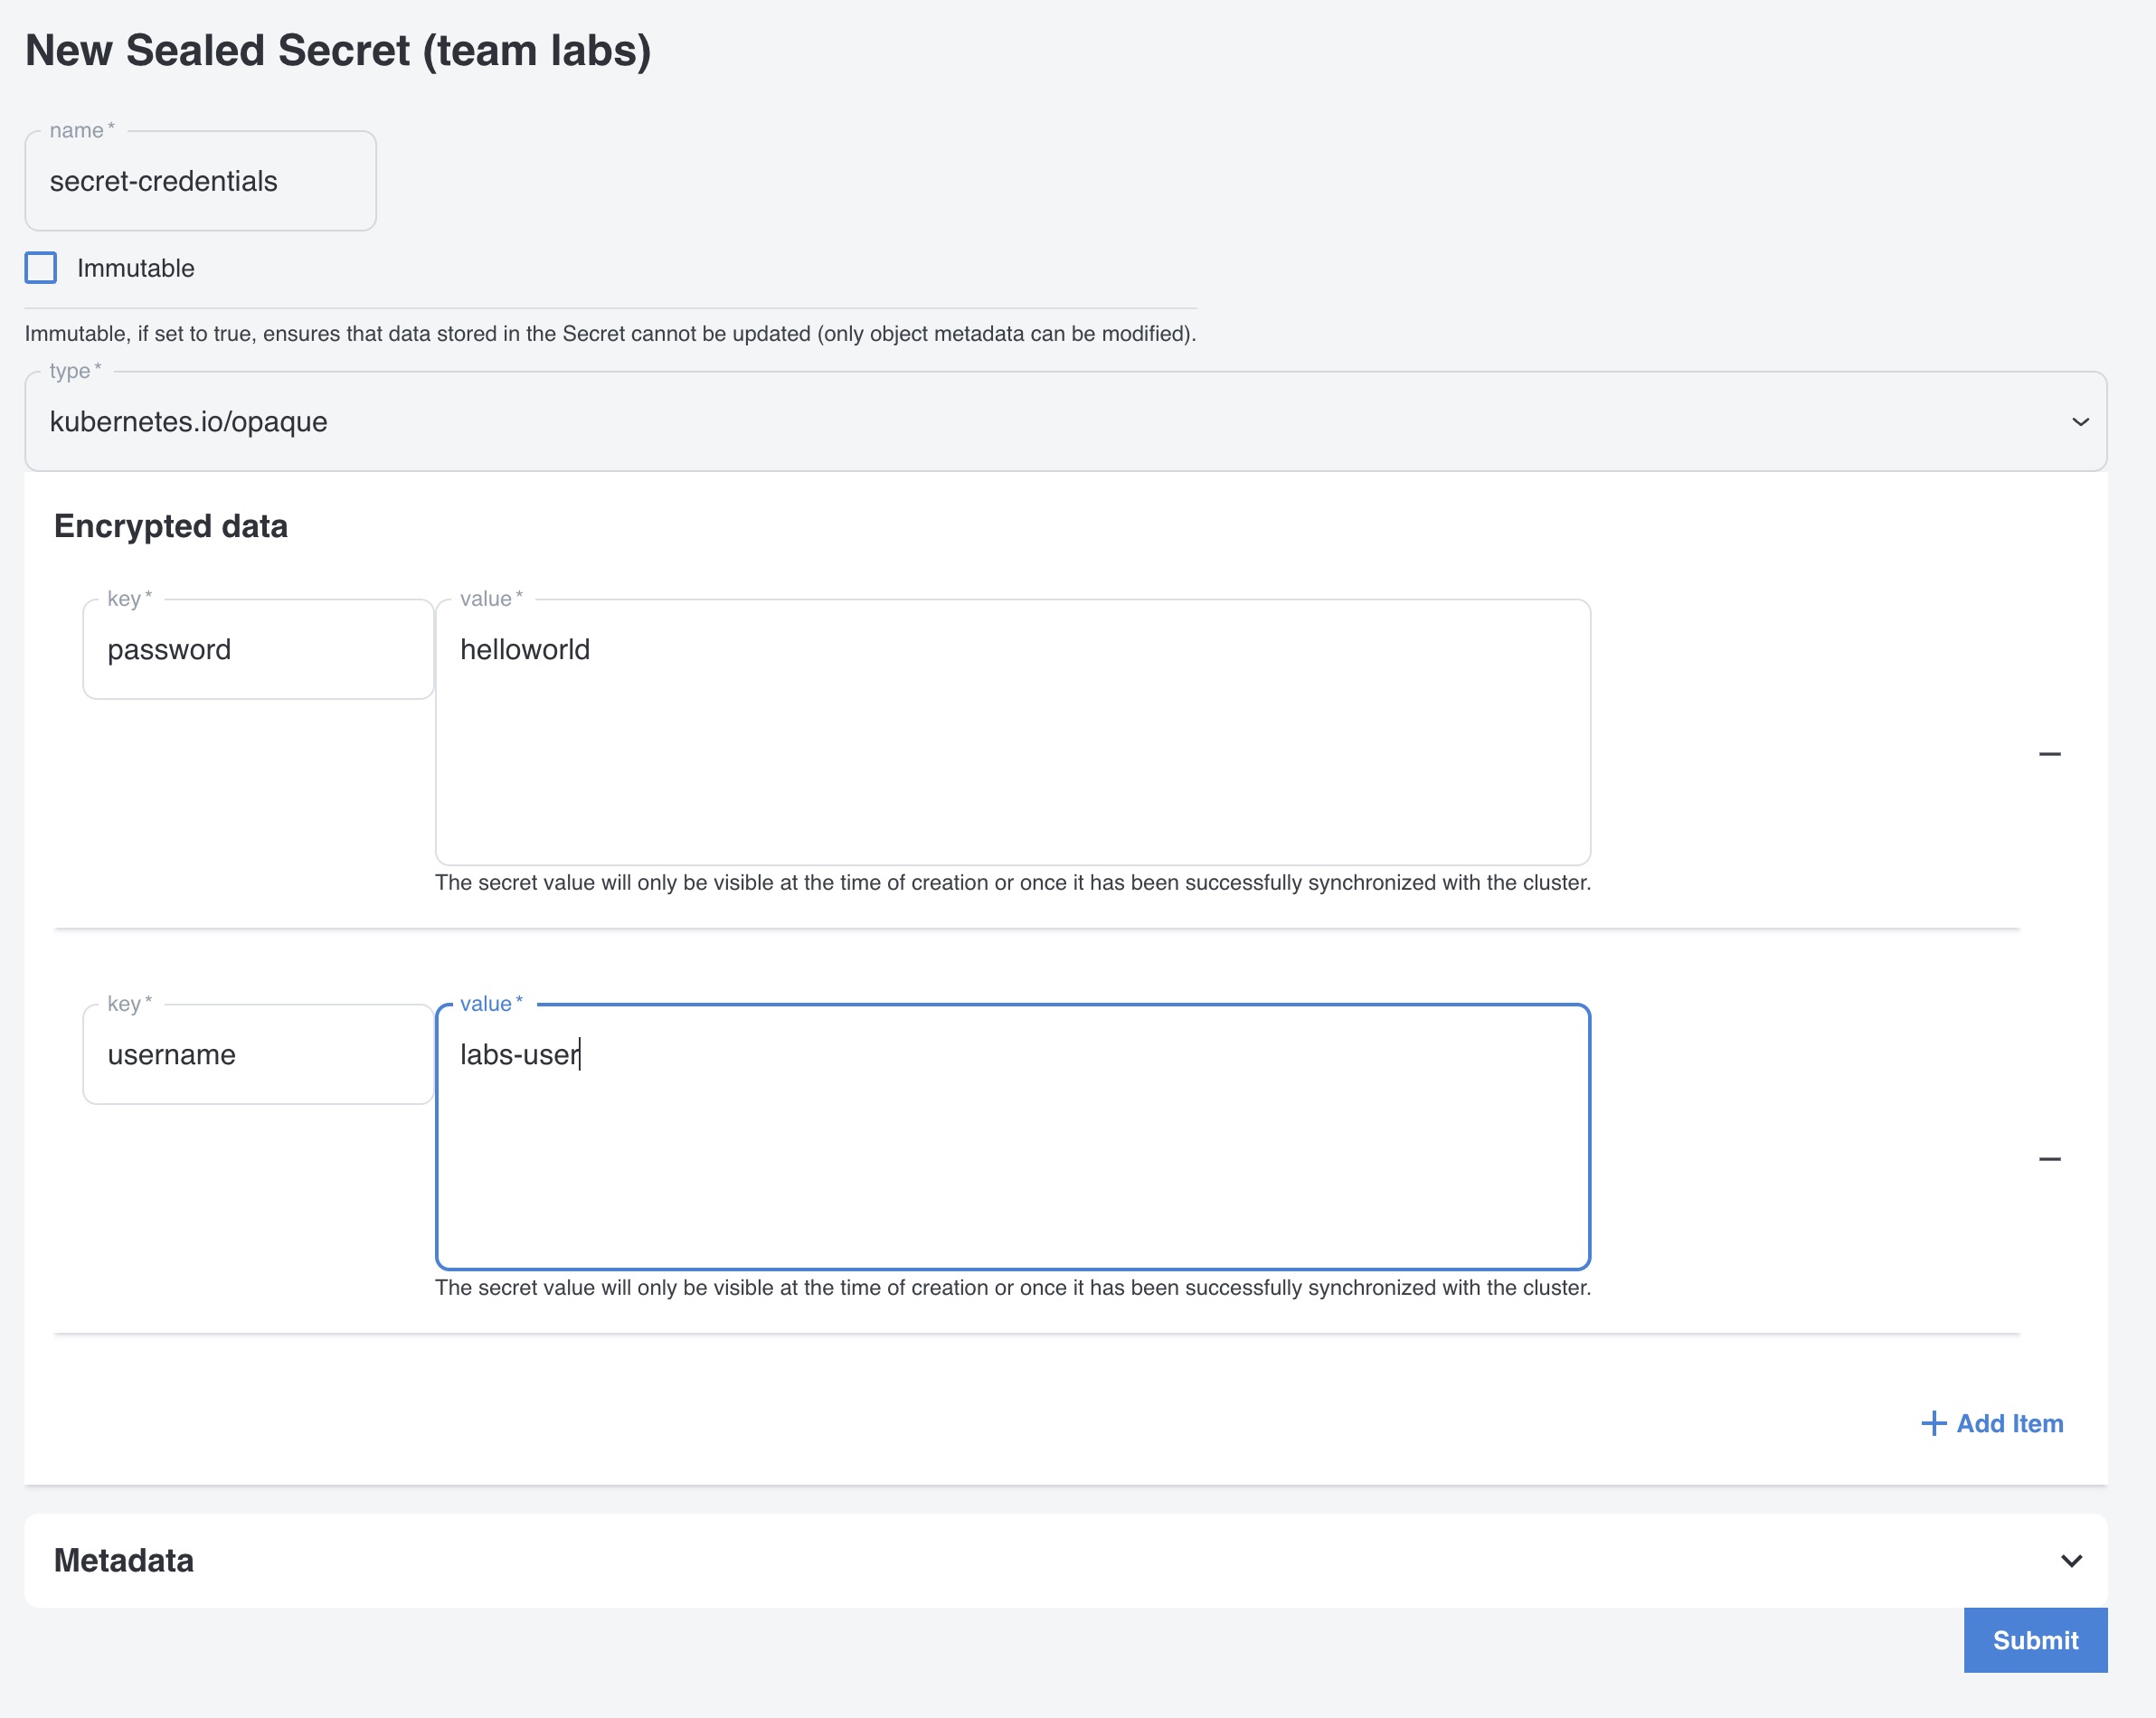 New Sealed Secret (team labs)
name *
secret-credentials
Immutable
Immutable, if set to true, ensures that data stored in the Secret cannot be updated (only object metadata can be modified).
type *
kubernetes.io/opaque
Encrypted data
key *
password
value *
helloworld
The secret value will only be visible at the time of creation or once it has been successfully synchronized with the cluster.
key *
username
value *
labs-user
The secret value will only be visible at the time of creation or once it has been successfully synchronized with the cluster.
+ Add Item
Metadata
Submit